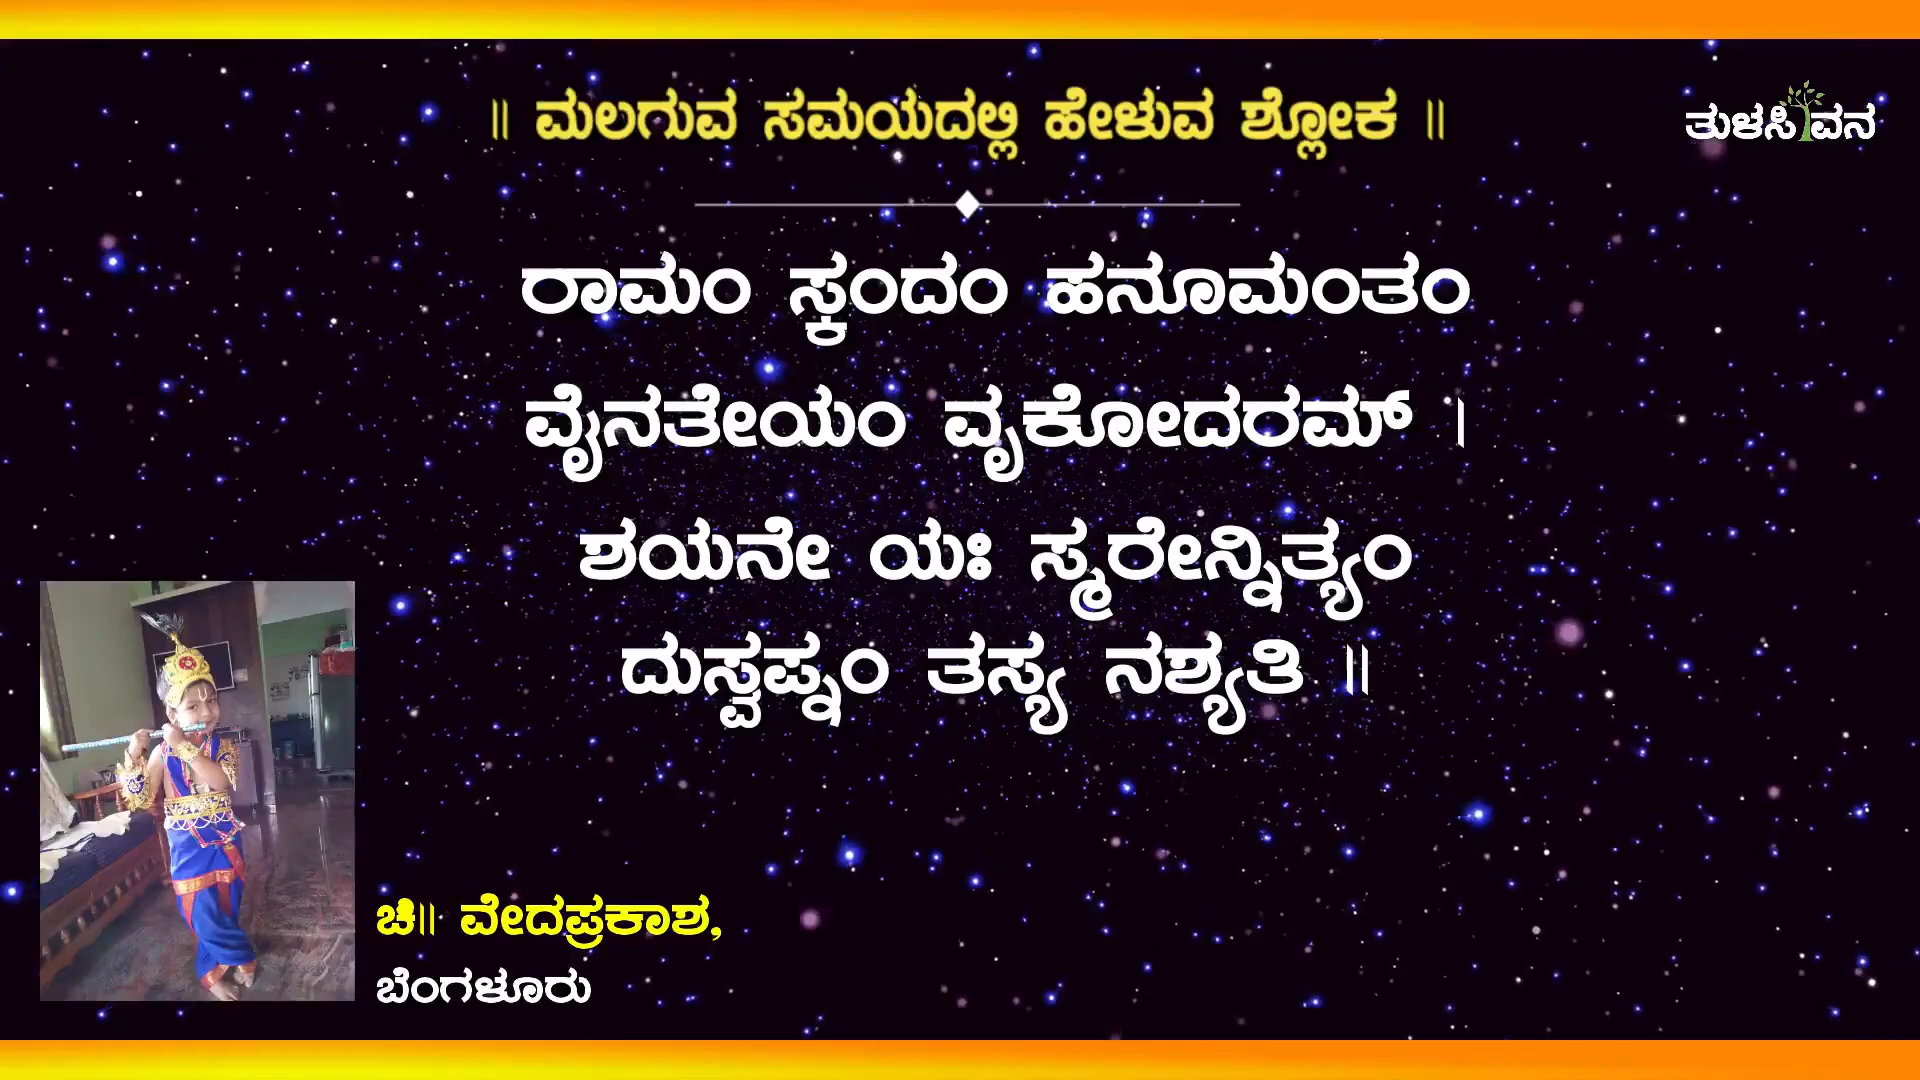 ॥ ಮಲಗುವ ಸಮಯದಲ್ಲಿ ಹೇಳುವ ಶ್ಲೋಕ ॥
ತುಳಸಿವನ
ರಾಮಂ ಸ್ಕಂದಂ ಹನೂಮಂತಂ
ವೈನತೇಯಂ ವೃಕೋದರಮ್ ।
ಶಯನೇ ಯಃ ಸ್ಮರೇನ್ನಿತ್ಯಂ
ದುಸ್ವಪ್ನಂ ತಸ್ಯ ನಶ್ಯತಿ ॥
ಚಿ॥ ವೇದಪ್ರಕಾಶ,
ಬೆಂಗಳೂರು